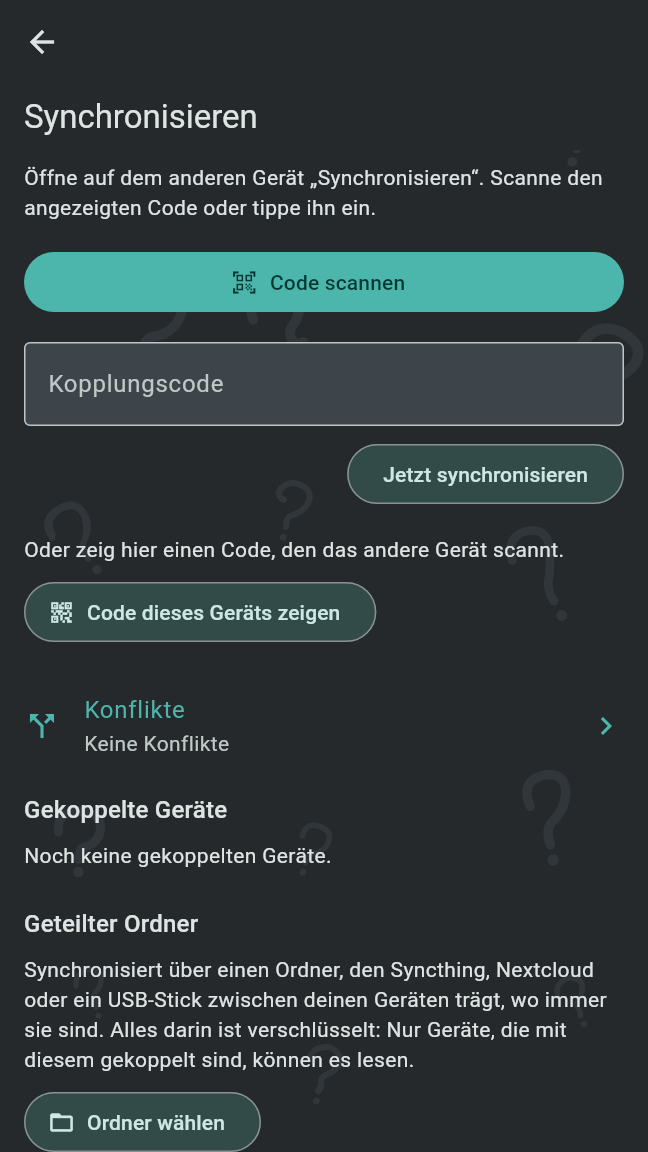 Synchronisieren
Öffne auf dem anderen Gerät „Synchronisieren“. Scanne den
angezeigten Code oder tippe ihn ein.
Code scannen
Kopplungscode
Jetzt synchronisieren
Oder zeig hier einen Code, den das andere Gerät scannt.
Code dieses Geräts zeigen
Konflikte
Keine Konflikte
Gekoppelte Geräte
Noch keine gekoppelten Geräte.
Geteilter Ordner
Synchronisiert über einen Ordner, den Syncthing, Nextcloud
oder ein USB-Stick zwischen deinen Geräten trägt, wo immer
sie sind. Alles darin ist verschlüsselt: Nur Geräte, die mit
diesem gekoppelt sind, können es lesen.
Ordner wählen